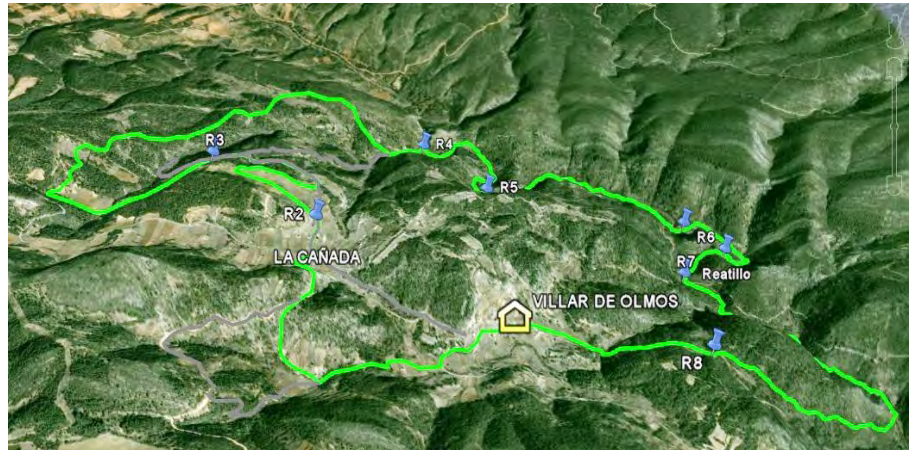 R3
R4
R5
R2
R6
LA CAÑADA
R7
Reatillo
VILLAR DE OLMOS
R8